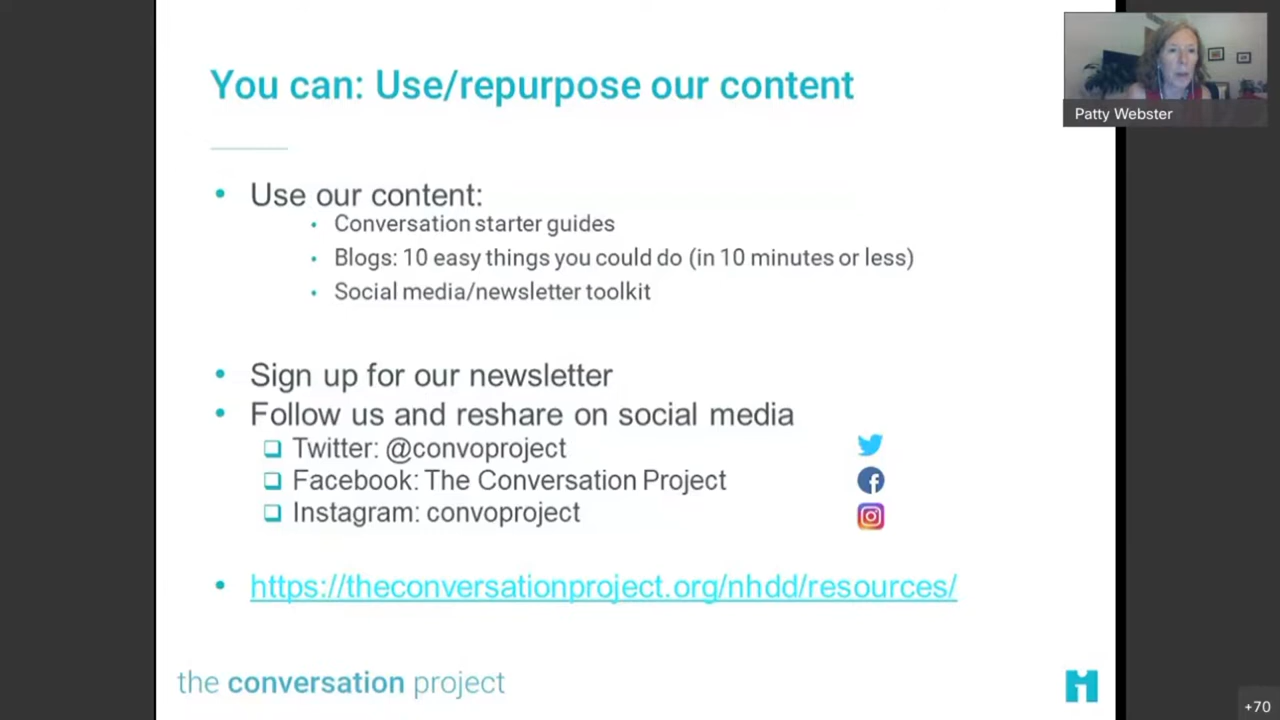 You can: Use/repurpose our content
Patty Webster
• Use our content:
• Conversation starter guides
• Blogs: 10 easy things you could do (in 10 minutes or less)
• Social media/newsletter toolkit
• Sign up for our newsletter
• Follow us and reshare on social media
❑ Twitter: @convoproject
❑ Facebook: The Conversation Project
❑ Instagram: convoproject
• https://theconversationproject.org/nhdd/resources/
the conversation project
+70